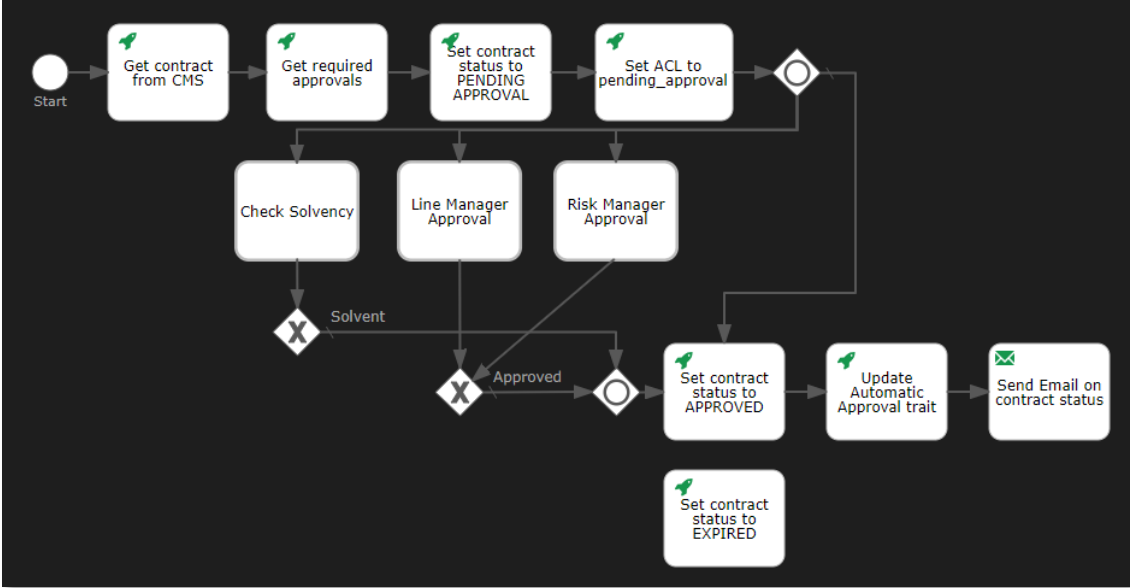 Get contract
from CMS
Get required
approvals
Set contract
status to
PENDING
APPROVAL
Set ACL to
pending_approval
Start
Check Solvency
Line Manager
Approval
Risk Manager
Approval
Solvent
Approved
Set contract
status to
APPROVED
Update
Automatic
Approval trait
Send Email on
contract status
Set contract
status to
EXPIRED